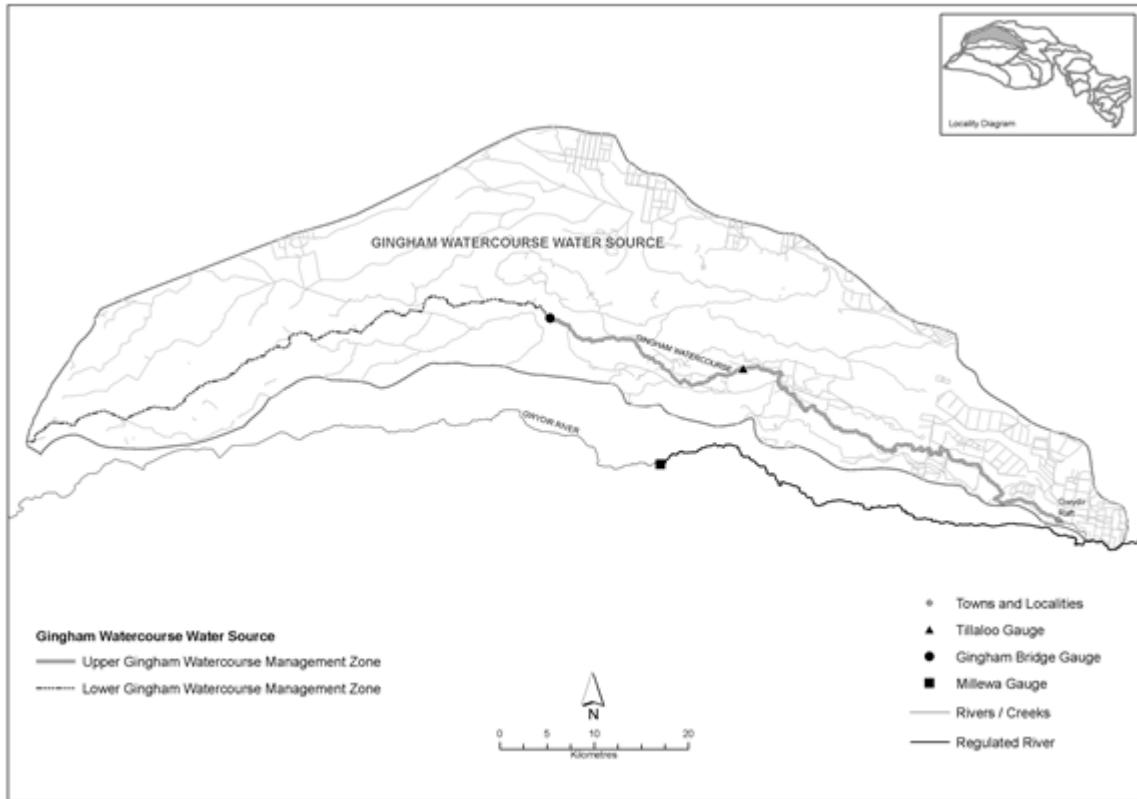 Locality Diagram
GINGHAM WATERCOURSE WATER SOURCE
GINGHAM WATERCOURSE
GWYDIR RIVER
Gwydir
Raft
Gingham Watercourse Water Source
Upper Gingham Watercourse Management Zone
Lower Gingham Watercourse Management Zone
N
0 5 10 20
Kilometres
Towns and Localities
Tillaloo Gauge
Gingham Bridge Gauge
Millewa Gauge
Rivers / Creeks
Regulated River